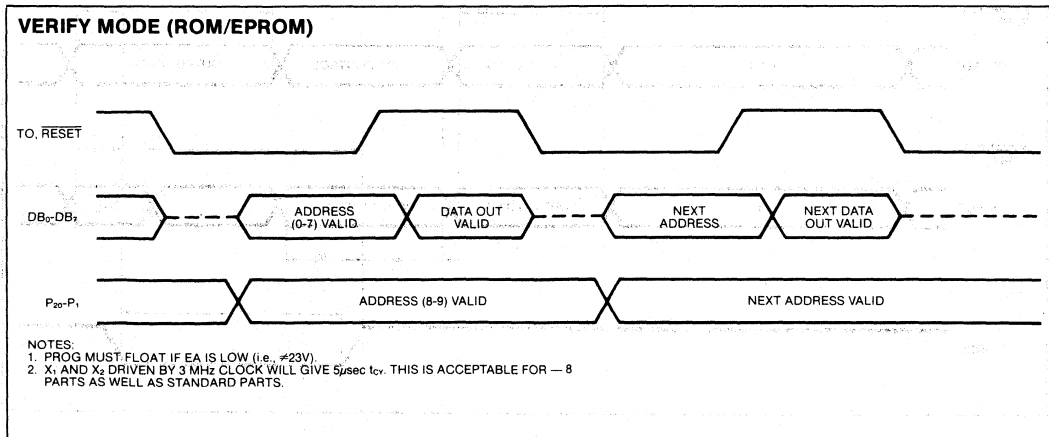 VERIFY MODE (ROM/EPROM)
TO, RESET
DB₀-DB₇
ADDRESS
(0-7) VALID
DATA OUT
VALID
NEXT
ADDRESS
NEXT DATA
OUT VALID
P₂₀-P₁
ADDRESS (8-9) VALID
NEXT ADDRESS VALID
NOTES:
1. PROG MUST FLOAT IF EA IS LOW (i.e., ≠23V).
2. X₁ AND X₂ DRIVEN BY 3 MHz CLOCK WILL GIVE 5µsec tCY. THIS IS ACCEPTABLE FOR — 8
PARTS AS WELL AS STANDARD PARTS.